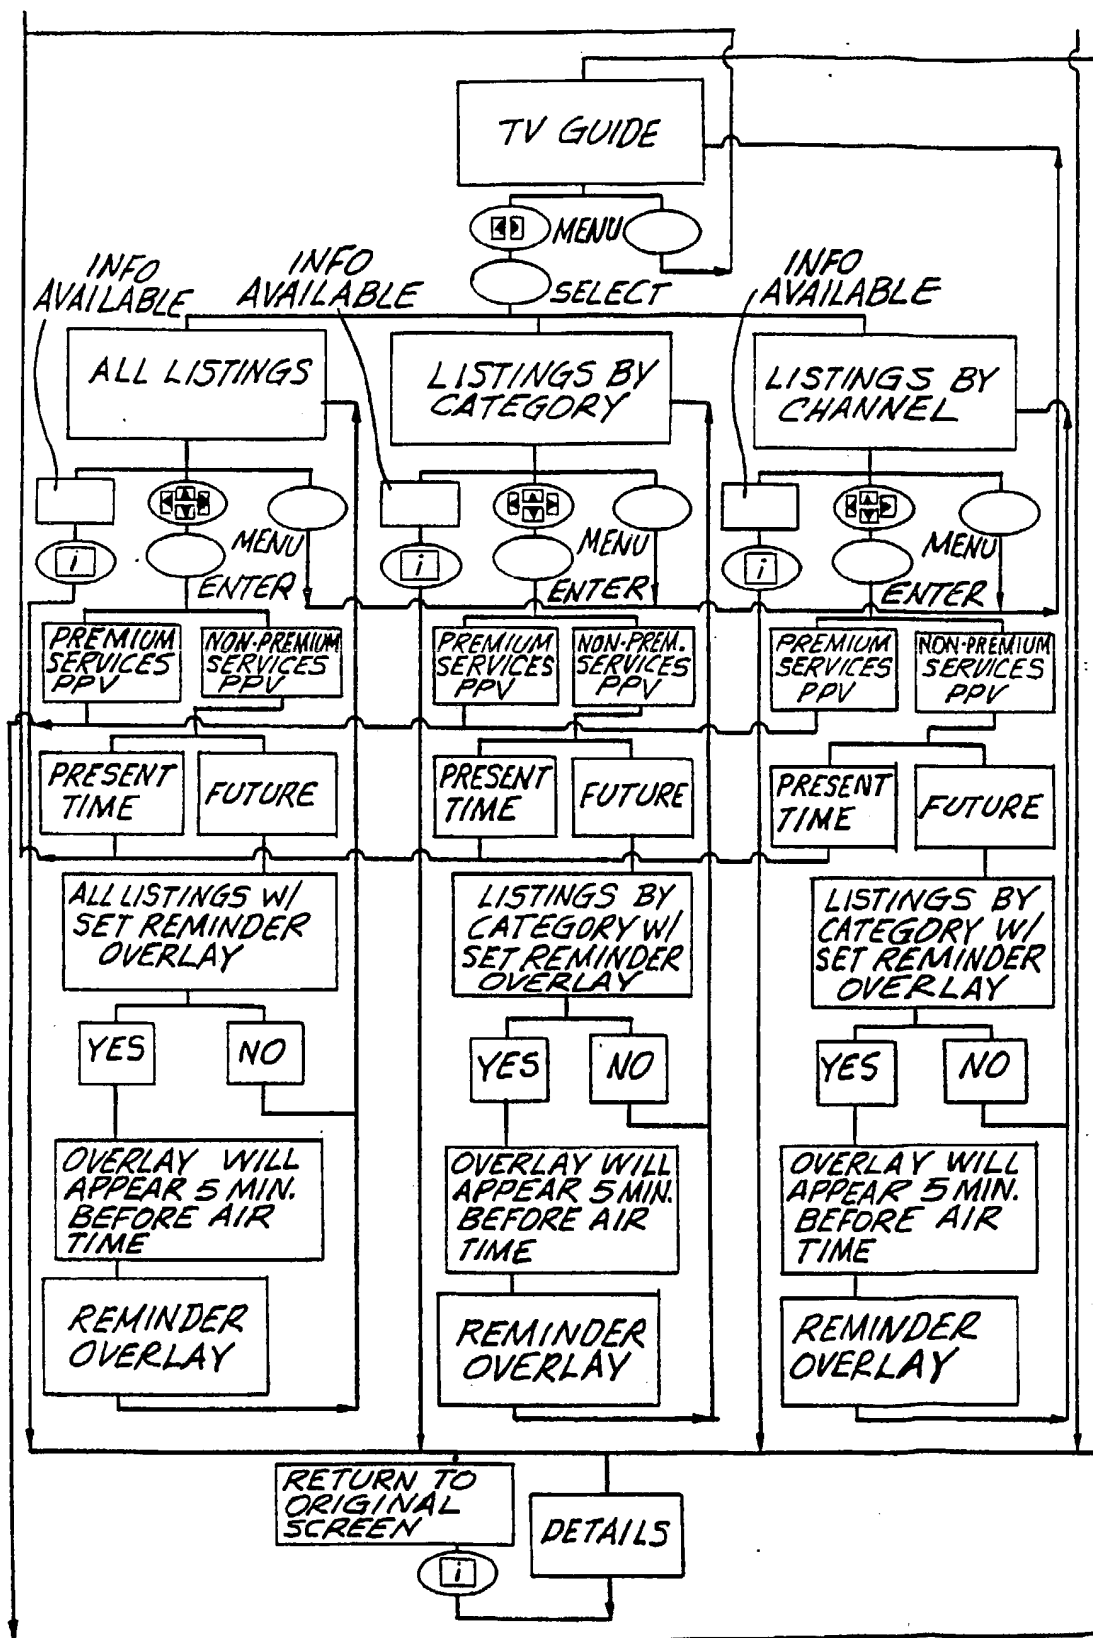 TV GUIDE
MENU
SELECT
INFO
AVAILABLE
INFO
AVAILABLE
INFO
AVAILABLE
ALL LISTINGS
LISTINGS BY
CATEGORY
LISTINGS BY
CHANNEL
i
MENU
ENTER
i
MENU
ENTER
i
MENU
ENTER
PREMIUM
SERVICES
PPV
NON-PREMIUM
SERVICES
PPV
PREMIUM
SERVICES
PPV
NON-PREM.
SERVICES
PPV
PREMIUM
SERVICES
PPV
NON-PREMIUM
SERVICES
PPV
PRESENT
TIME
FUTURE
PRESENT
TIME
FUTURE
PRESENT
TIME
FUTURE
ALL LISTINGS W/
SET REMINDER
OVERLAY
LISTINGS BY
CATEGORY W/
SET REMINDER
OVERLAY
LISTINGS BY
CATEGORY W/
SET REMINDER
OVERLAY
YES
NO
YES
NO
YES
NO
OVERLAY WILL
APPEAR 5 MIN.
BEFORE AIR
TIME
OVERLAY WILL
APPEAR 5 MIN.
BEFORE AIR
TIME
OVERLAY WILL
APPEAR 5 MIN.
BEFORE AIR
TIME
REMINDER
OVERLAY
REMINDER
OVERLAY
REMINDER
OVERLAY
RETURN TO
ORIGINAL
SCREEN
i
DETAILS